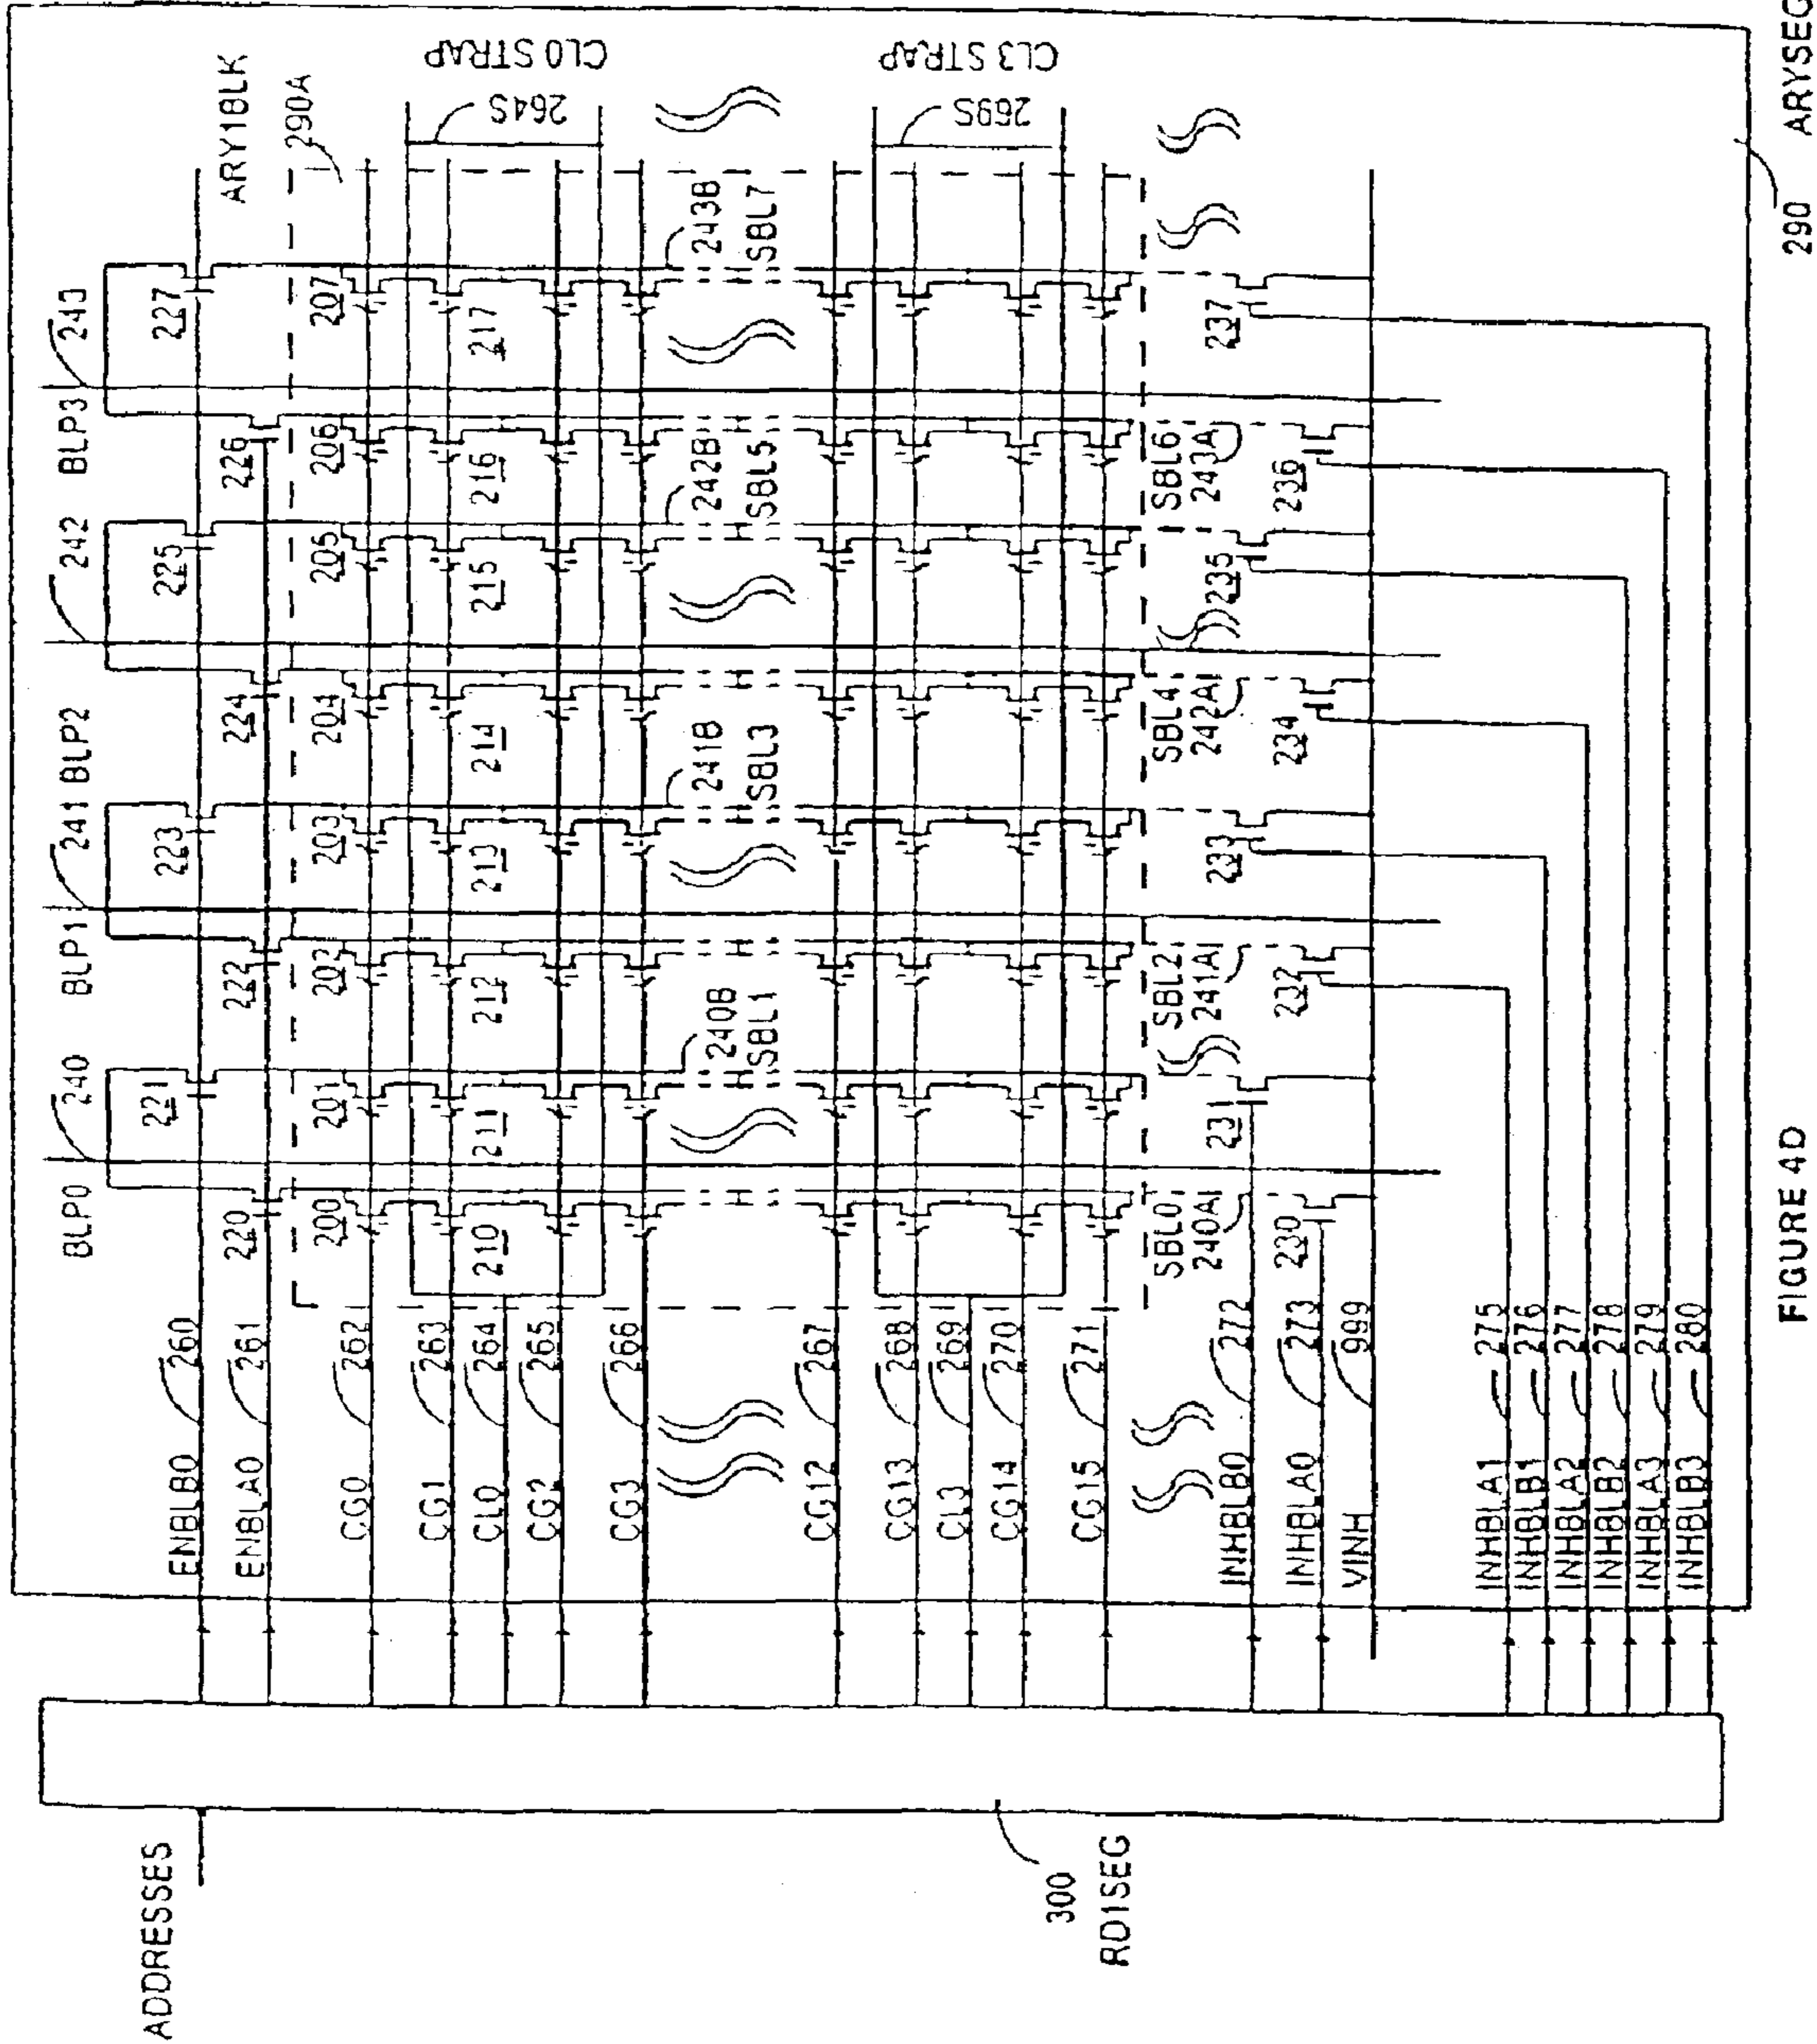 ADDRESSES
300
RD1SEG
BLP0 240 BLP1 241 BLP2 242 BLP3 243
ENBLB0 260 221 223 225 227
ARY1BLK
ENBLA0 261 220 222 224 226
290A
CG0 262 200 201 202 203 204 205 206 207
CG1 263
CL0 264 210 211 212 213 214 215 216 217
CG2 265
CG3 266
264S
CL0 STRAP
240B 241B 242B 243B
SBL1 SBL3 SBL5 SBL7
CG12 267
CG13 268
CL3 269
CG14 270
CG15 271
269S
CL3 STRAP
SBL0 SBL2 SBL4 SBL6
240A 241A 242A 243A
INHBLB0 272 231 233 235 237
INHBLA0 273 230 232 234 236
VINH 999
INHBLA1 275
INHBLB1 276
INHBLA2 277
INHBLB2 278
INHBLA3 279
INHBLB3 280
290 ARYSEG
FIGURE 4D